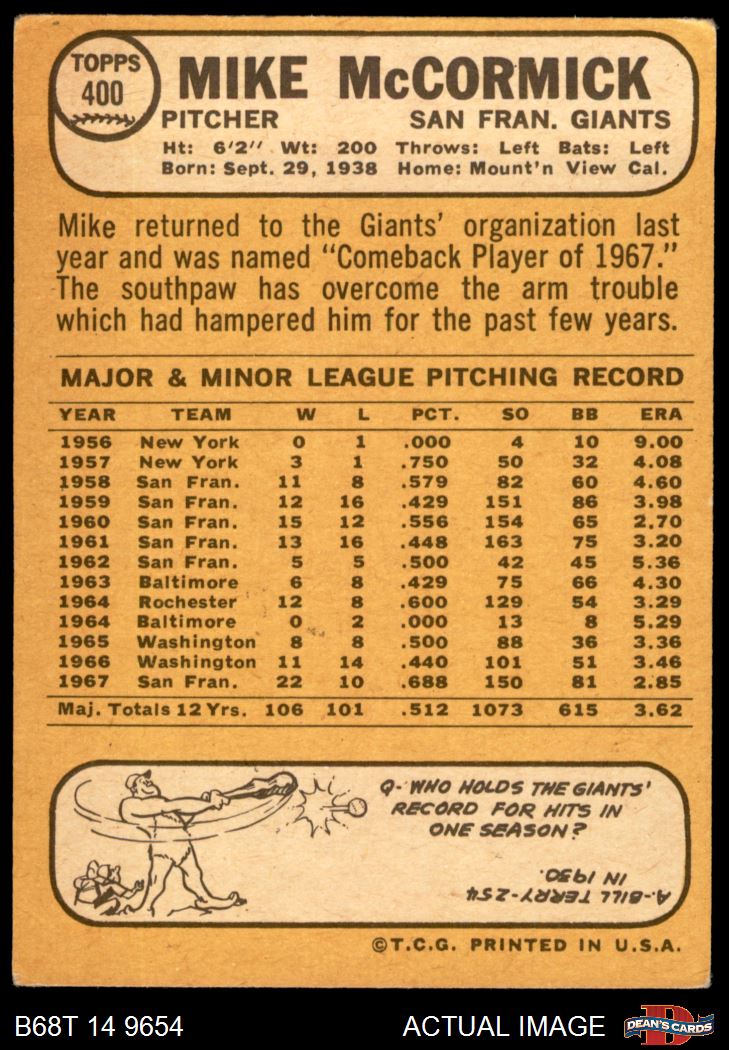 TOPPS
400
MIKE McCORMICK
PITCHER SAN FRAN. GIANTS
Ht: 6'2" Wt: 200 Throws: Left Bats: Left
Born: Sept. 29, 1938 Home: Mount'n View Cal.
Mike returned to the Giants' organization last
year and was named "Comeback Player of 1967."
The southpaw has overcome the arm trouble
which had hampered him for the past few years.
MAJOR & MINOR LEAGUE PITCHING RECORD
YEAR TEAM W L PCT. SO BB ERA
1956 New York 0 1 .000 4 10 9.00
1957 New York 3 1 .750 50 32 4.08
1958 San Fran. 11 8 .579 82 60 4.60
1959 San Fran. 12 16 .429 151 86 3.98
1960 San Fran. 15 12 .556 154 65 2.70
1961 San Fran. 13 16 .448 163 75 3.20
1962 San Fran. 5 5 .500 42 45 5.36
1963 Baltimore 6 8 .429 75 66 4.30
1964 Rochester 12 8 .600 129 54 3.29
1964 Baltimore 0 2 .000 13 8 5.29
1965 Washington 8 8 .500 88 36 3.36
1966 Washington 11 14 .440 101 51 3.46
1967 San Fran. 22 10 .688 150 81 2.85
Maj. Totals 12 Yrs. 106 101 .512 1073 615 3.62
Q- WHO HOLDS THE GIANTS'
RECORD FOR HITS IN
ONE SEASON?
A- BILL TERRY-254
IN 1930.
©T.C.G. PRINTED IN U.S.A.
B68T 14 9654 ACTUAL IMAGE
D
DEAN'S CARDS